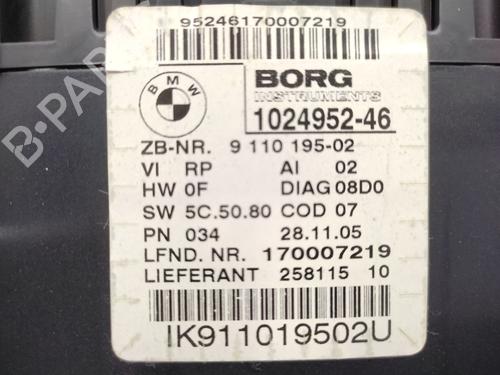 95246170007219
BMW
BORG
INSTRUMENTS
1024952-46
ZB-NR. 9 110 195-02
VI RP AI 02
HW 0F DIAG 08D0
SW 5C.50.80 COD 07
PN 034 28.11.05
LFND. NR. 170007219
LIEFERANT 258115 10
IK911019502U